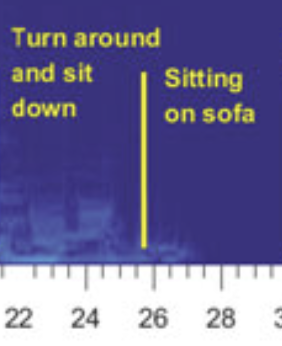 Turn around
and sit
down
Sitting
on sofa
22 24 26 28